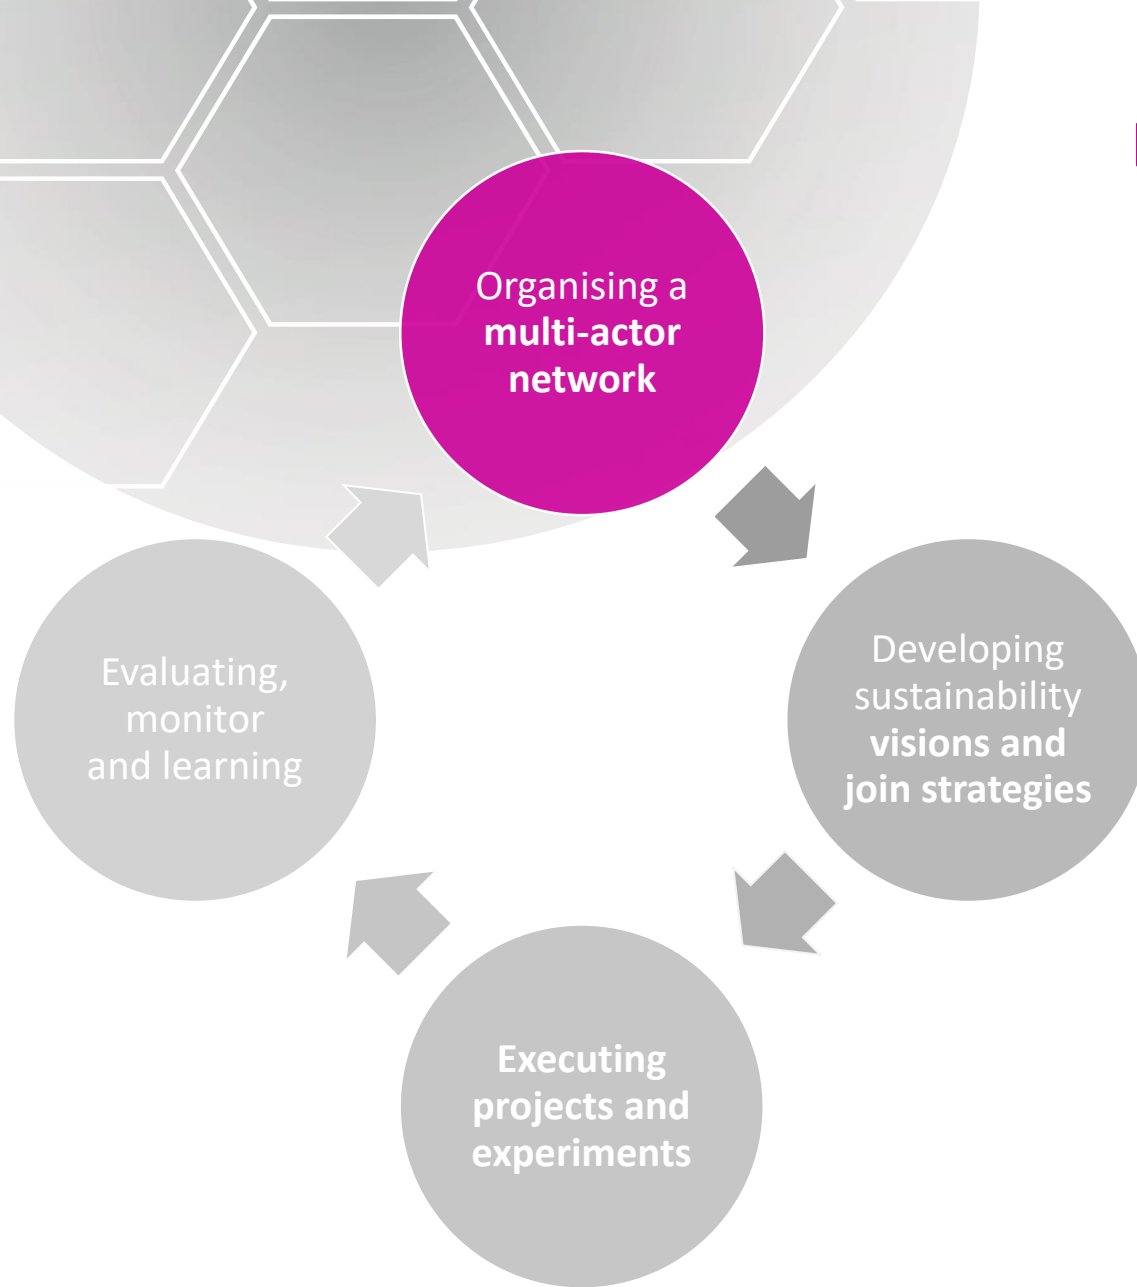 Organising a
multi-actor
network
Developing
sustainability
visions and
join strategies
Executing
projects and
experiments
Evaluating,
monitor
and learning